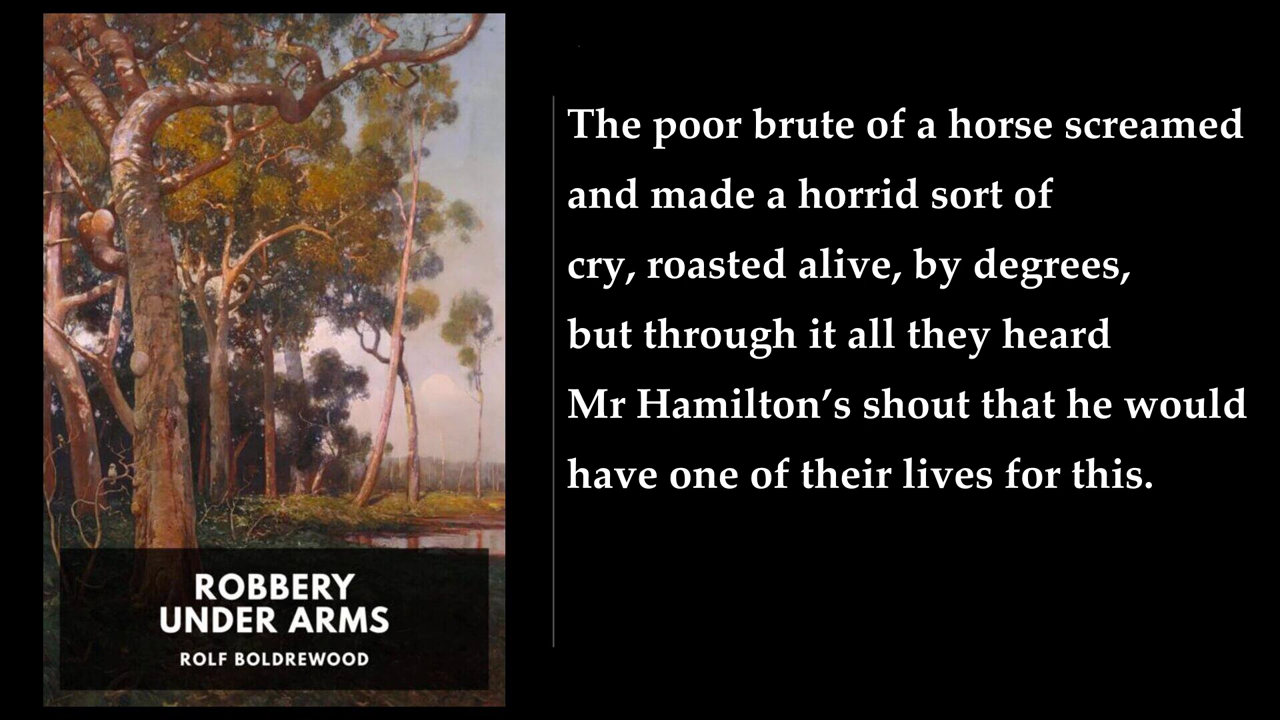 ROBBERY
UNDER ARMS
ROLF BOLDREWOOD
The poor brute of a horse screamed
and made a horrid sort of
cry, roasted alive, by degrees,
but through it all they heard
Mr Hamilton’s shout that he would
have one of their lives for this.